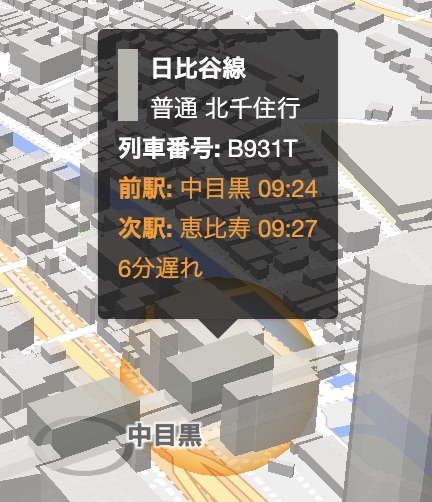 日比谷線
普通 北千住行
列車番号: B931T
前駅: 中目黒 09:24
次駅: 恵比寿 09:27
6分遅れ
中目黒